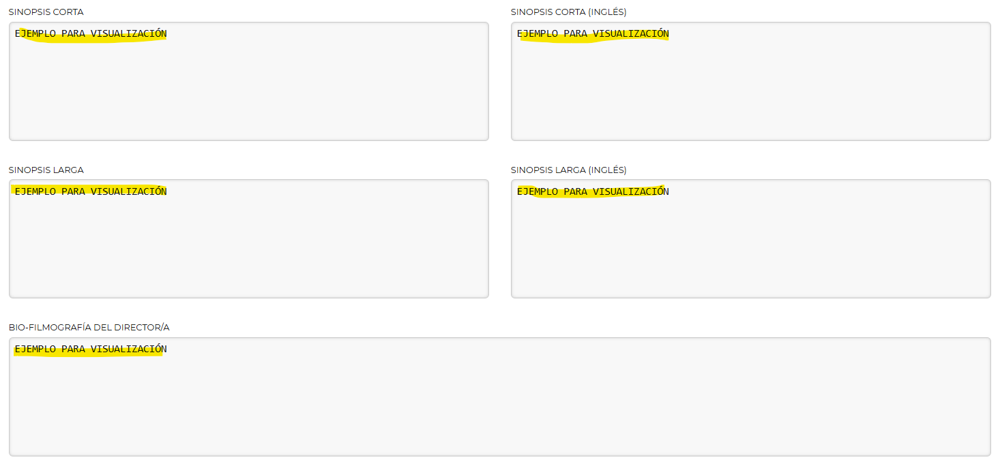 SINOPSIS CORTA
EJEMPLO PARA VISUALIZACIÓN
SINOPSIS CORTA (INGLÉS)
EJEMPLO PARA VISUALIZACIÓN
SINOPSIS LARGA
EJEMPLO PARA VISUALIZACIÓN
SINOPSIS LARGA (INGLÉS)
EJEMPLO PARA VISUALIZACIÓN
BIO-FILMOGRAFÍA DEL DIRECTOR/A
EJEMPLO PARA VISUALIZACIÓN